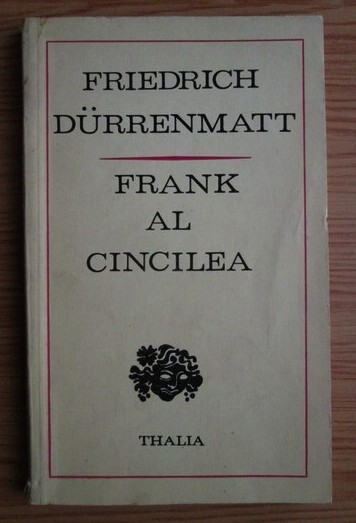 FRIEDRICH
DÜRRENMATT
FRANK
AL
CINCILEA
THALIA